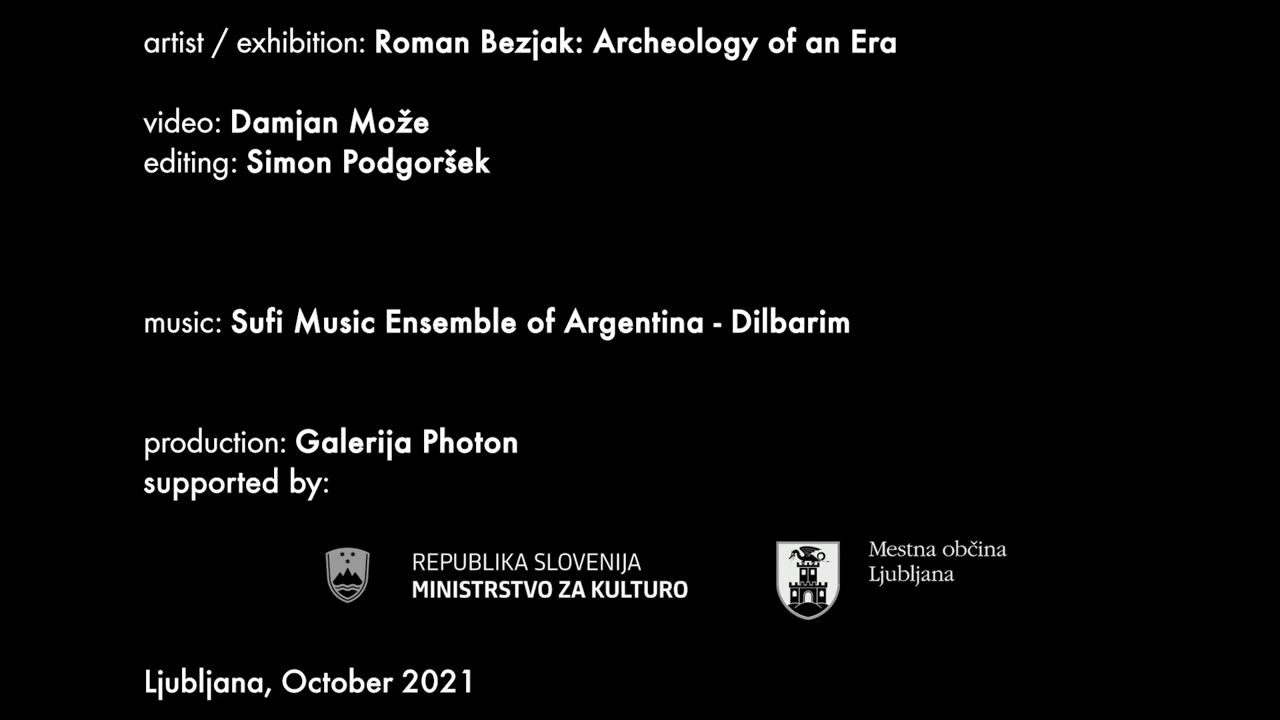 artist / exhibition: Roman Bezjak: Archeology of an Era
video: Damjan Može
editing: Simon Podgoršek
music: Sufi Music Ensemble of Argentina - Dilbarim
production: Galerija Photon
supported by:
REPUBLIKA SLOVENIJA
MINISTRSTVO ZA KULTURO
Mestna občina
Ljubljana
Ljubljana, October 2021